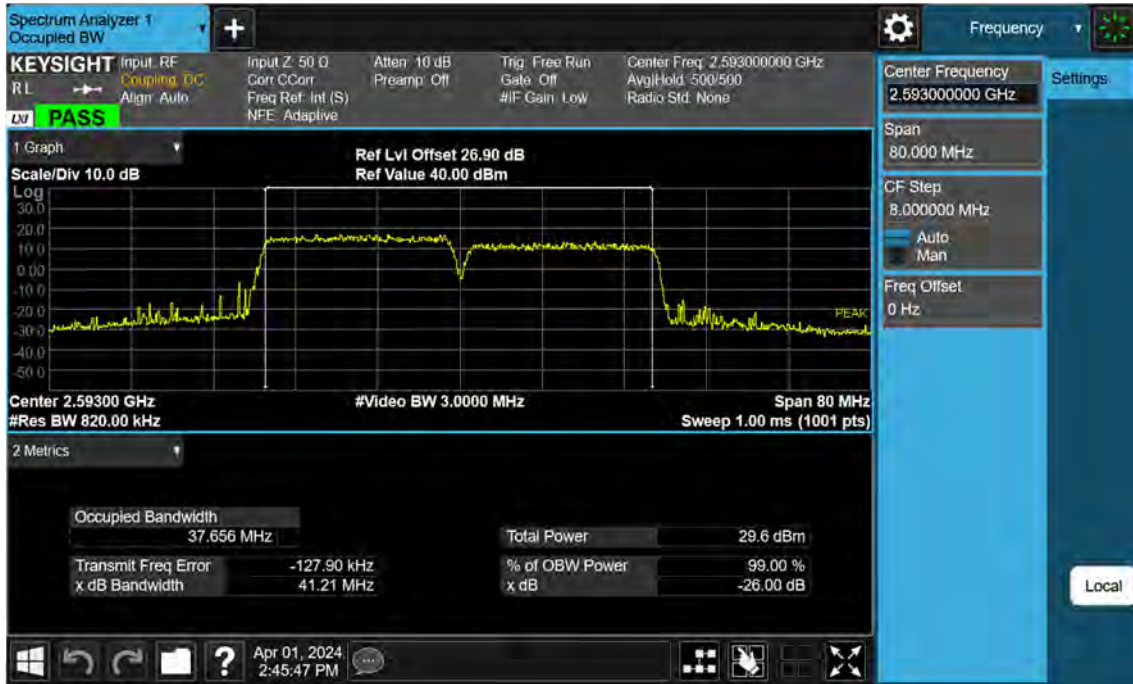 Spectrum Analyzer 1
Occupied BW
+
Frequency
KEYSIGHT
RL
LXI
PASS
Input: RF
Coupling: DC
Align: Auto
Input Z: 50 Ω
Corr CCorr
Freq Ref: Int (S)
NFE: Adaptive
Atten: 10 dB
Preamp: Off
Trig: Free Run
Gate: Off
#IF Gain: Low
Center Freq: 2.593000000 GHz
Avg|Hold: 500/500
Radio Std: None
Center Frequency
2.593000000 GHz
Settings
Span
80.000 MHz
CF Step
8.000000 MHz
Auto
Man
Freq Offset
0 Hz
1 Graph
Scale/Div 10.0 dB
Ref Lvl Offset 26.90 dB
Ref Value 40.00 dBm
Log
30.0
20.0
10.0
0.00
-10.0
-20.0
-30.0
-40.0
-50.0
PEAK
Center 2.59300 GHz
#Video BW 3.0000 MHz
Span 80 MHz
#Res BW 820.00 kHz
Sweep 1.00 ms (1001 pts)
2 Metrics
Occupied Bandwidth
37.656 MHz
Total Power 29.6 dBm
Transmit Freq Error -127.90 kHz
% of OBW Power 99.00 %
x dB Bandwidth 41.21 MHz
x dB -26.00 dB
Local
?
Apr 01, 2024
2:45:47 PM